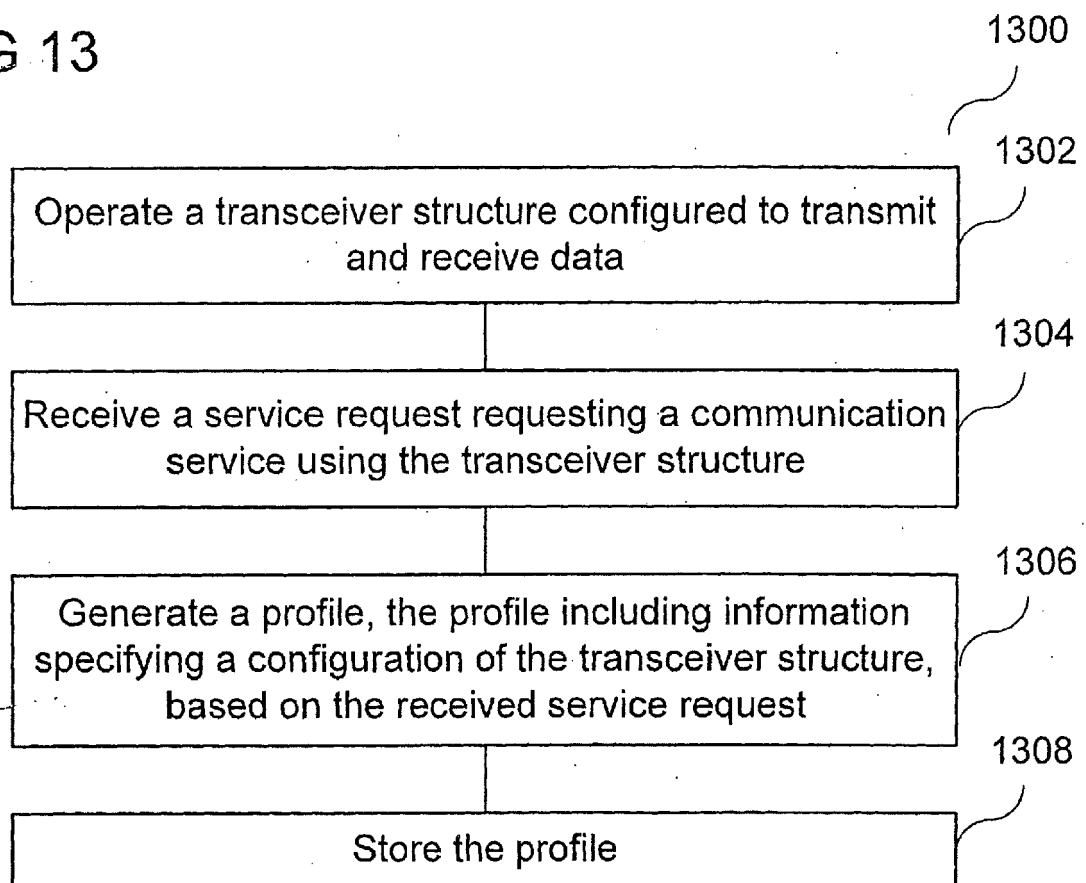 G 13
1300
1302
Operate a transceiver structure configured to transmit
and receive data
1304
Receive a service request requesting a communication
service using the transceiver structure
1306
Generate a profile, the profile including information
specifying a configuration of the transceiver structure,
based on the received service request
1308
Store the profile